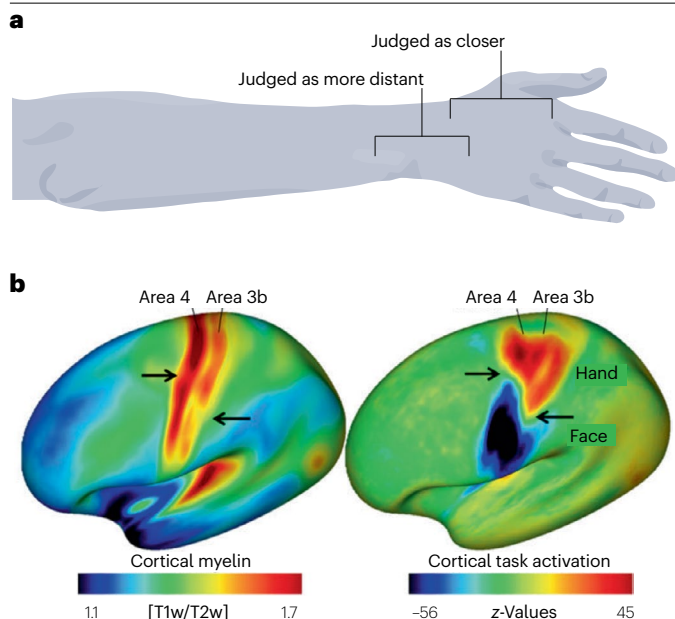 a
Judged as closer
Judged as more distant
b
Area 4 Area 3b
Area 4 Area 3b
Hand
Face
Cortical myelin
1.1 [T1w/T2w] 1.7
Cortical task activation
–56 z-Values 45